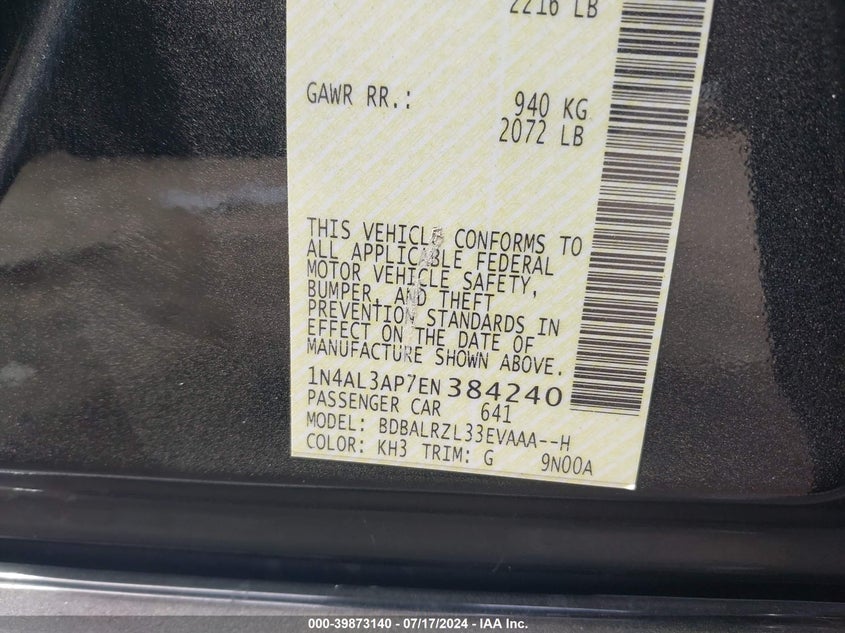 2216 LB
GAWR RR.: 940 KG
2072 LB
THIS VEHICLE CONFORMS TO
ALL APPLICABLE FEDERAL
MOTOR VEHICLE SAFETY,
BUMPER, AND THEFT
PREVENTION STANDARDS IN
EFFECT ON THE DATE OF
MANUFACTURE SHOWN ABOVE.
1N4AL3AP7EN384240
PASSENGER CAR 641
MODEL: BDBALRZL33EVAAA--H
COLOR: KH3 TRIM: G 9N00A
000-39873140 - 07/17/2024 - IAA Inc.